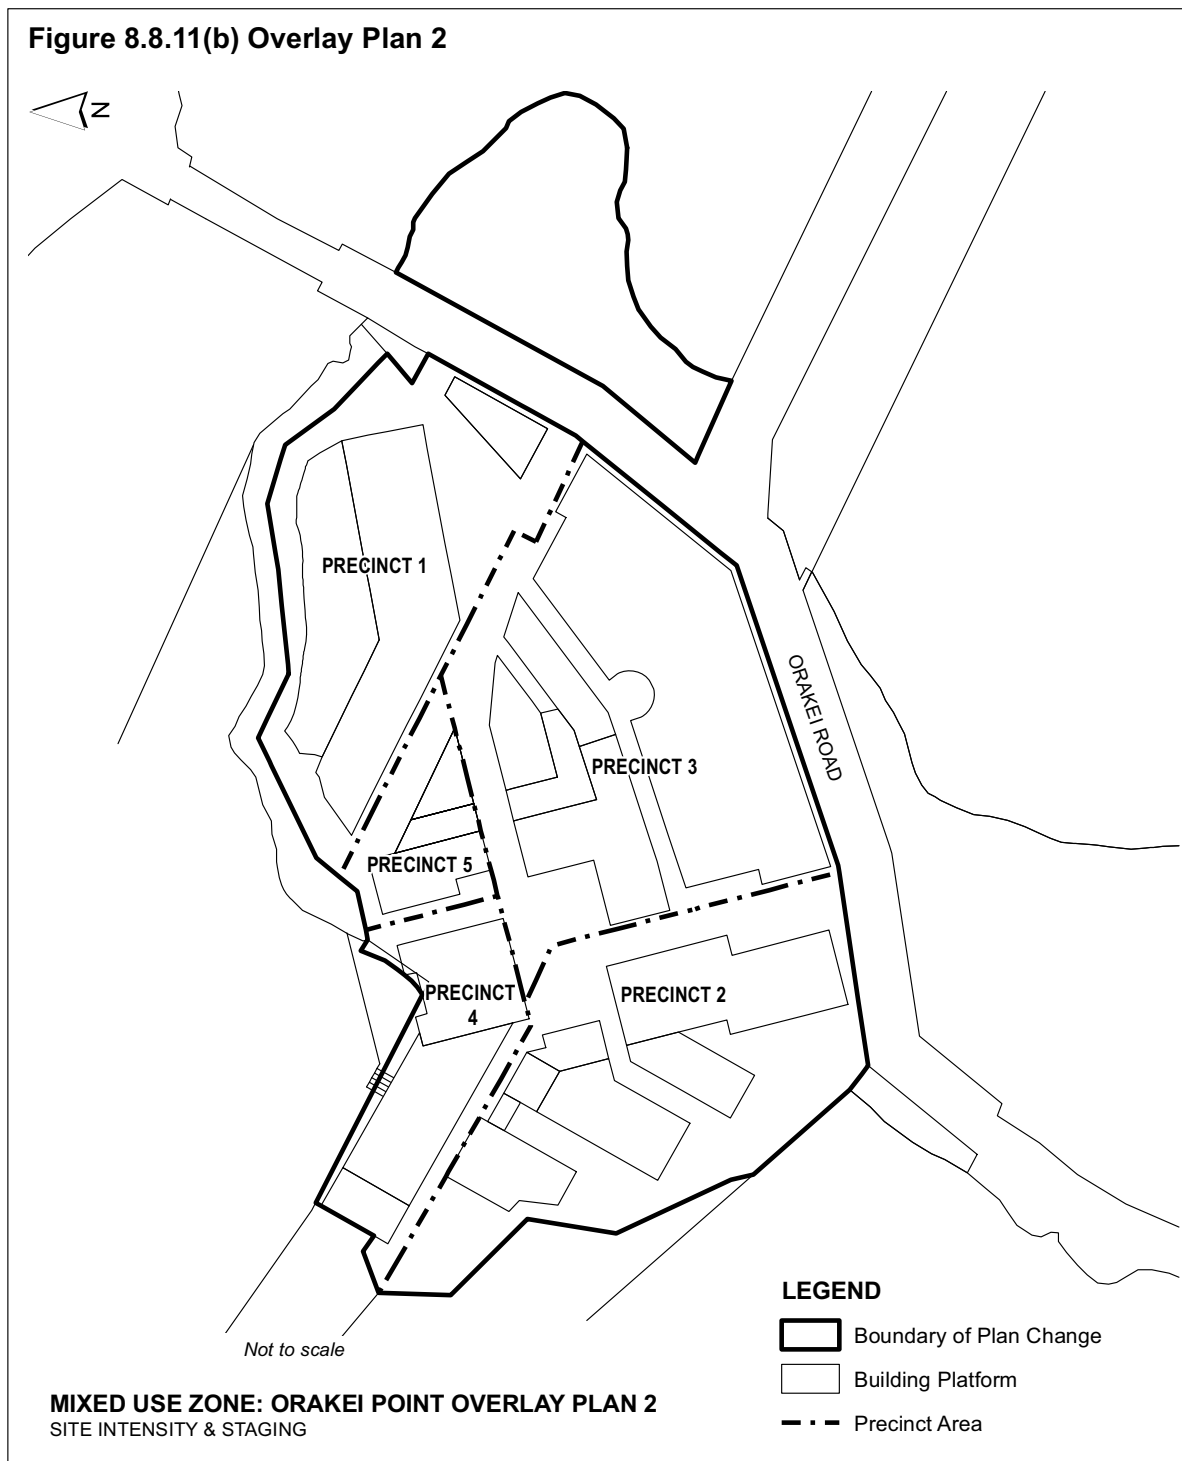 Figure 8.8.11(b) Overlay Plan 2
N
PRECINCT 1
ORAKEI ROAD
PRECINCT 3
PRECINCT 5
PRECINCT
4
PRECINCT 2
LEGEND
Boundary of Plan Change
Building Platform
Precinct Area
Not to scale
MIXED USE ZONE: ORAKEI POINT OVERLAY PLAN 2
SITE INTENSITY & STAGING